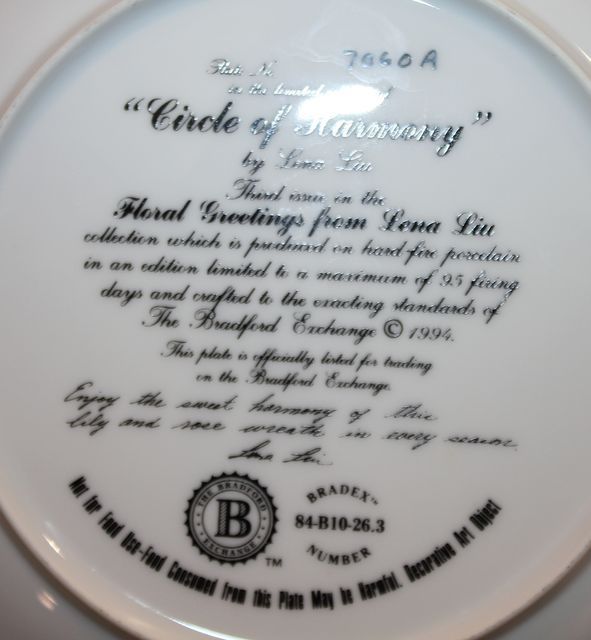 Plate No. 7060A
in the limited edition of
"Circle of Harmony"
by Lena Liu
Third issue in the
Floral Greetings from Lena Liu
collection which is produced on hard-fire porcelain
in an edition limited to a maximum of 95 firing
days and crafted to the exacting standards of
The Bradford Exchange © 1994.
This plate is officially listed for trading
on the Bradford Exchange
Enjoy the sweet harmony of this
lily and rose wreath in every season.
Lena Liu
THE BRADFORD
B
EXCHANGE
TM
BRADEX™
84-B10-26.3
NUMBER
Not for Food Use-Food Consumed from this Plate May be Harmful. Decorative Art Object